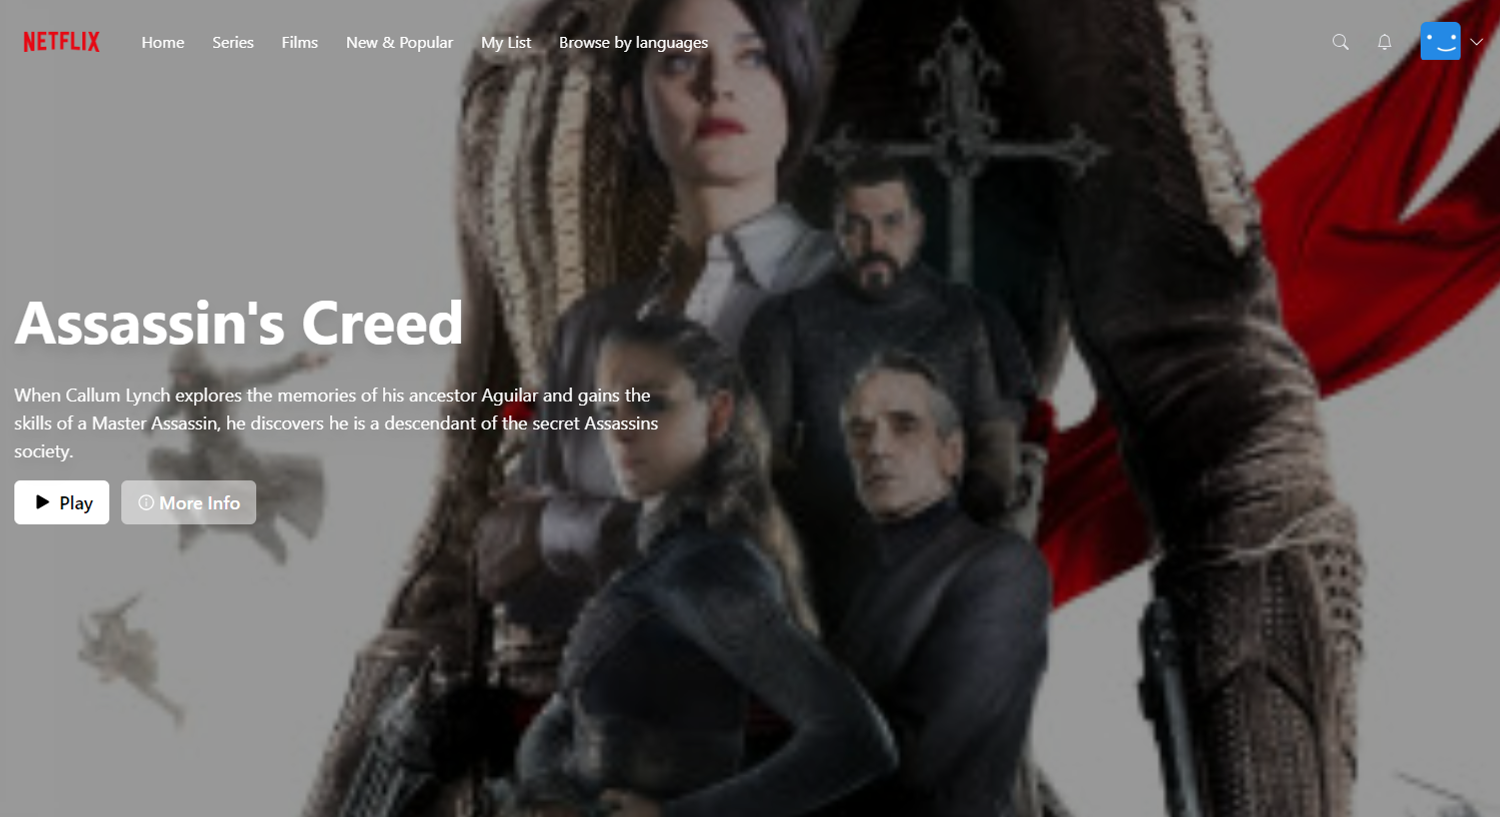 NETFLIX Home Series Films New & Popular My List Browse by languages
Assassin's Creed
When Callum Lynch explores the memories of his ancestor Aguilar and gains the
skills of a Master Assassin, he discovers he is a descendant of the secret Assassins
society.
Play More Info